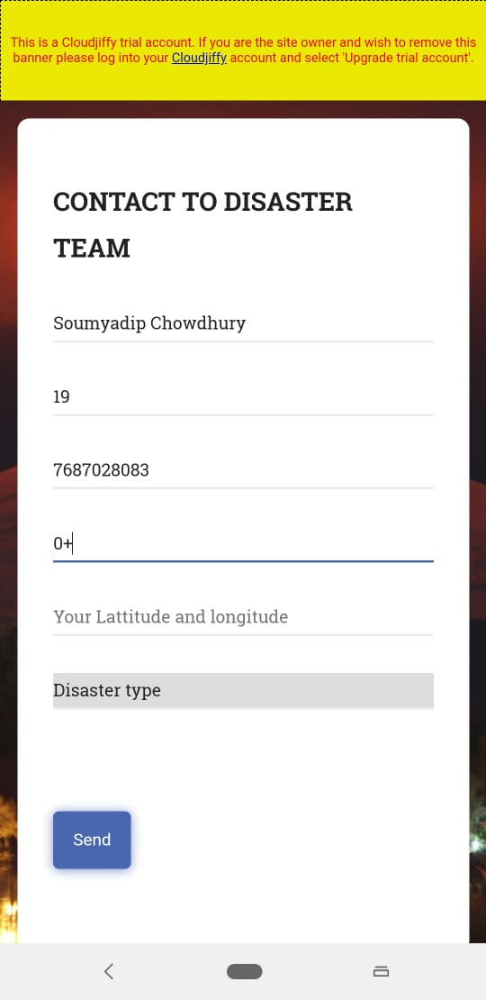 This is a Cloudjiffy trial account. If you are the site owner and wish to remove this
banner please log into your Cloudjiffy account and select 'Upgrade trial account'.
CONTACT TO DISASTER
TEAM
Soumyadip Chowdhury
19
7687028083
0+
Your Lattitude and longitude
Disaster type
Send